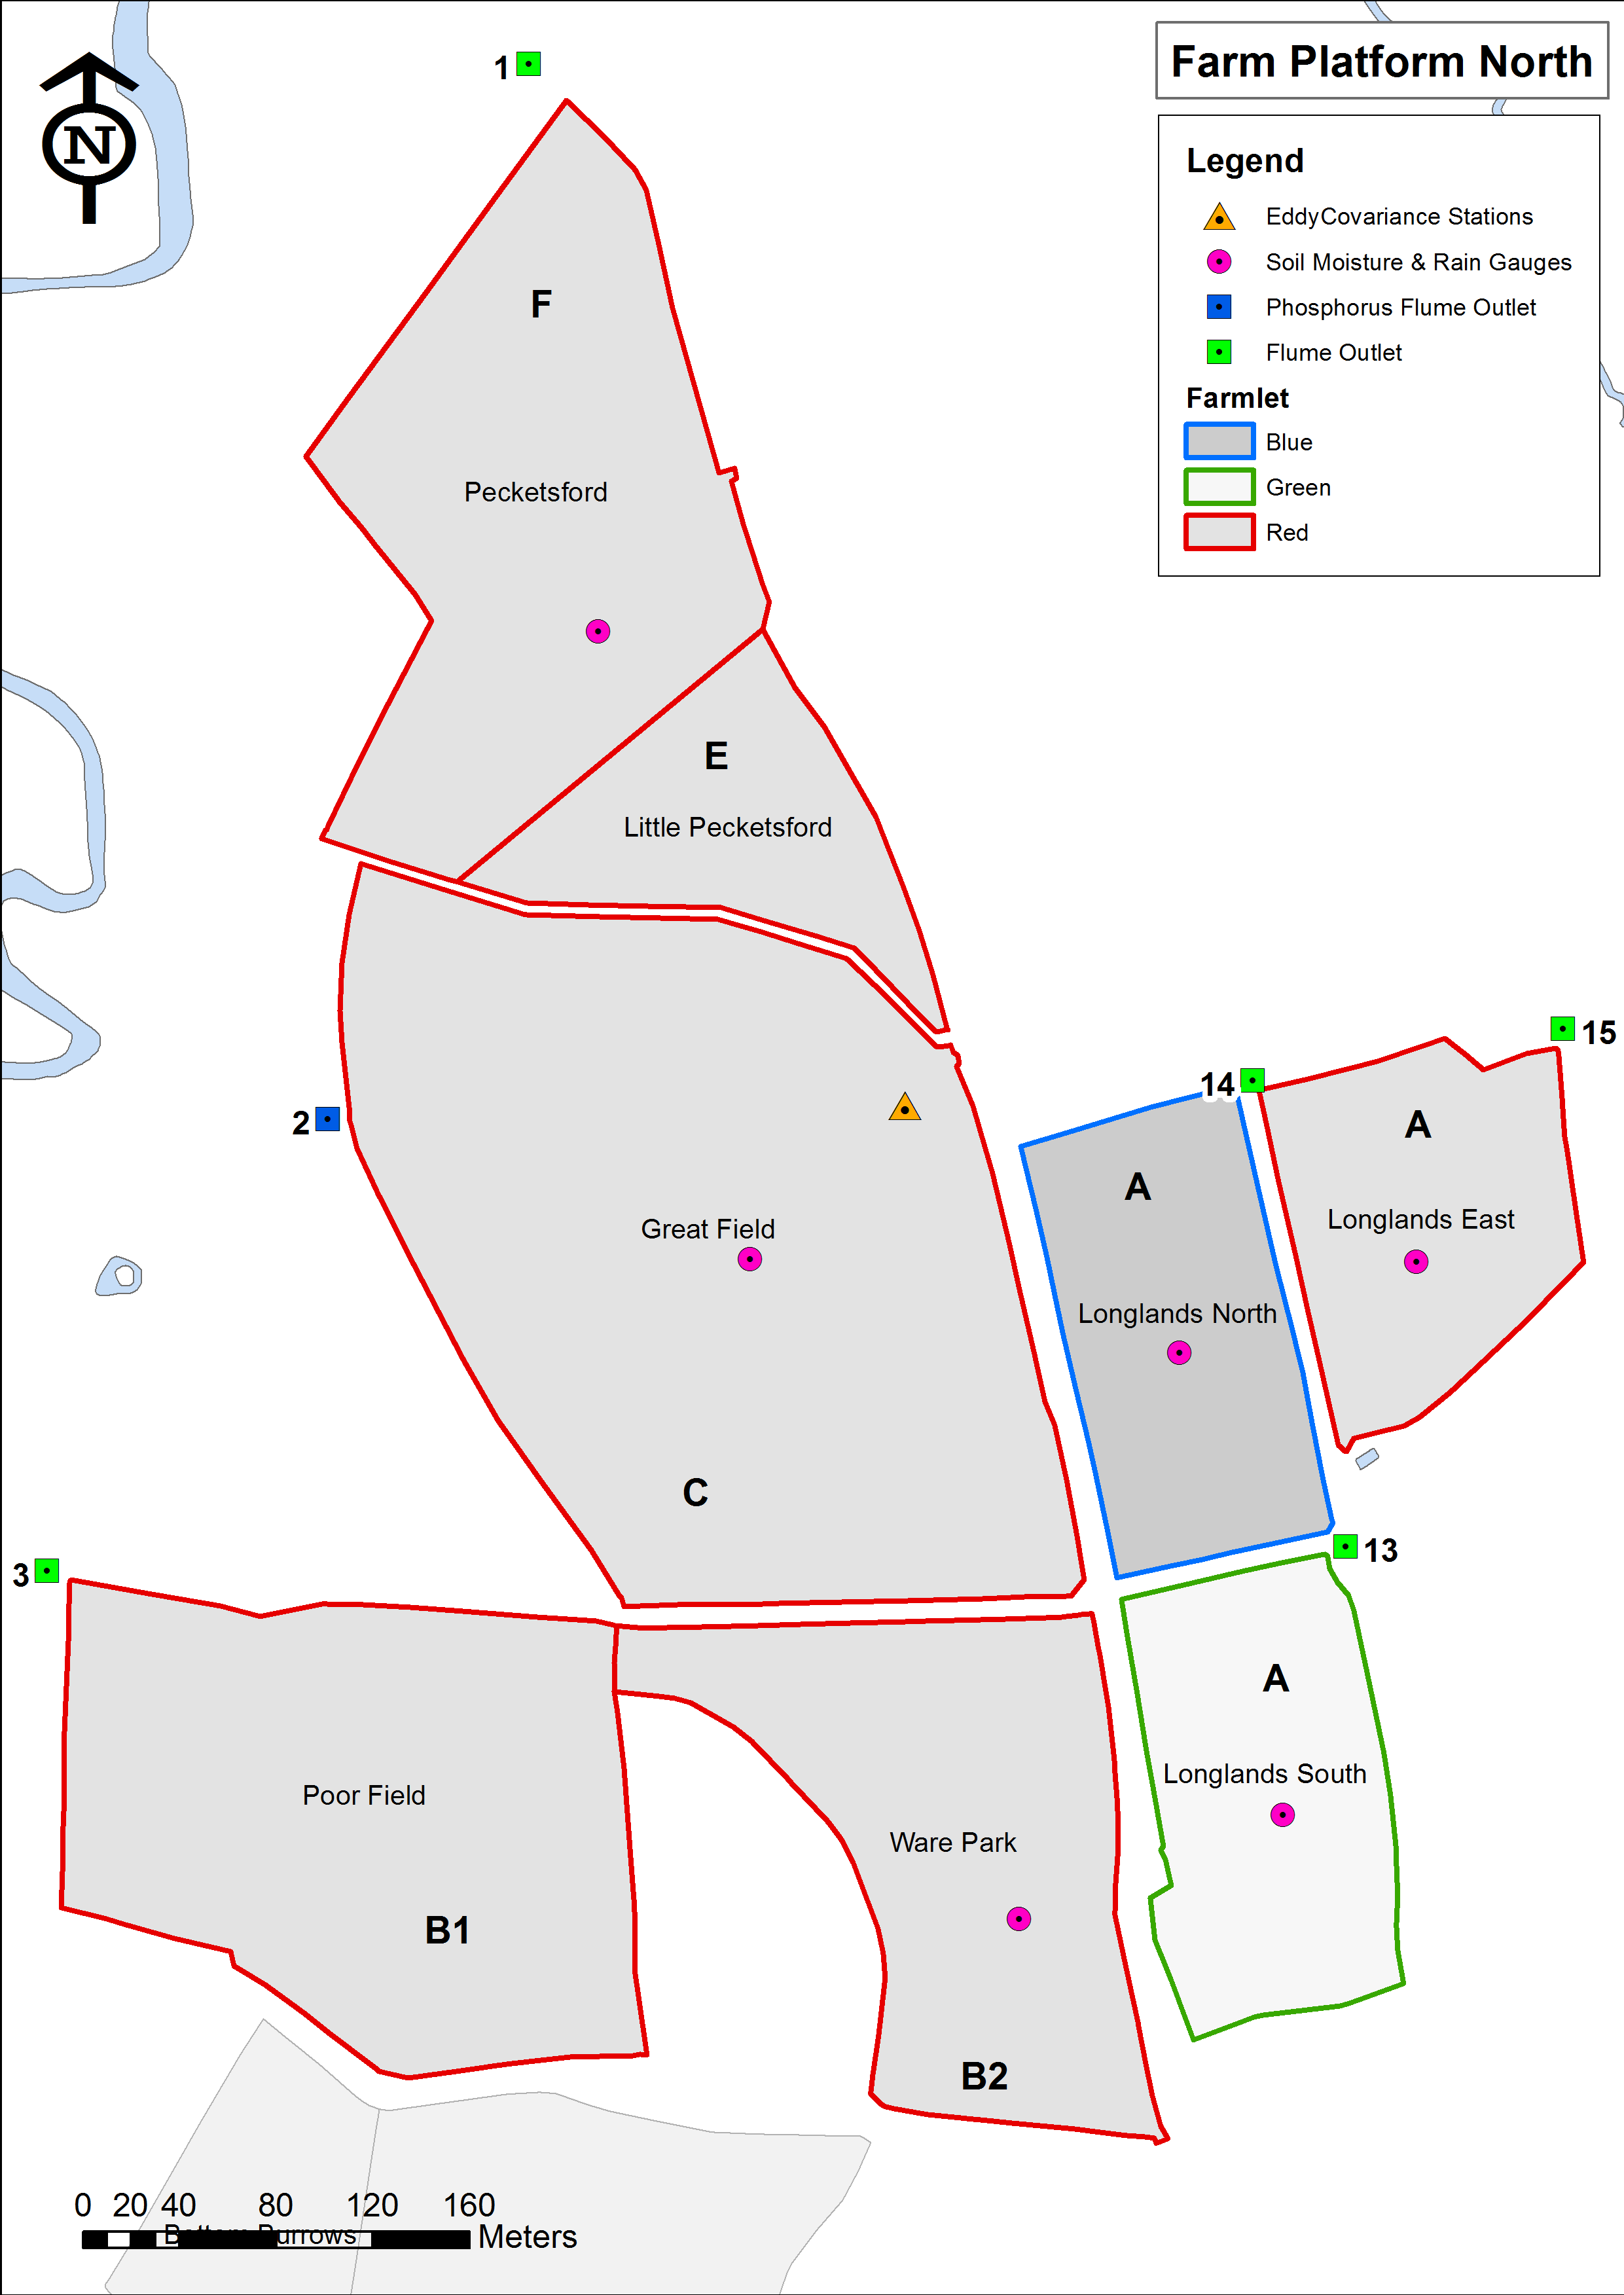 1
N
Farm Platform North
Legend
EddyCovariance Stations
Soil Moisture & Rain Gauges
Phosphorus Flume Outlet
Flume Outlet
Farmlet
Blue
Green
Red
F
Pecketsford
E
Little Pecketsford
15
14
2
A
A
Great Field
Longlands East
Longlands North
C
13
3
A
Longlands South
Poor Field
Ware Park
B1
B2
0 20 40 80 120 160
Bottom Burrows
Meters